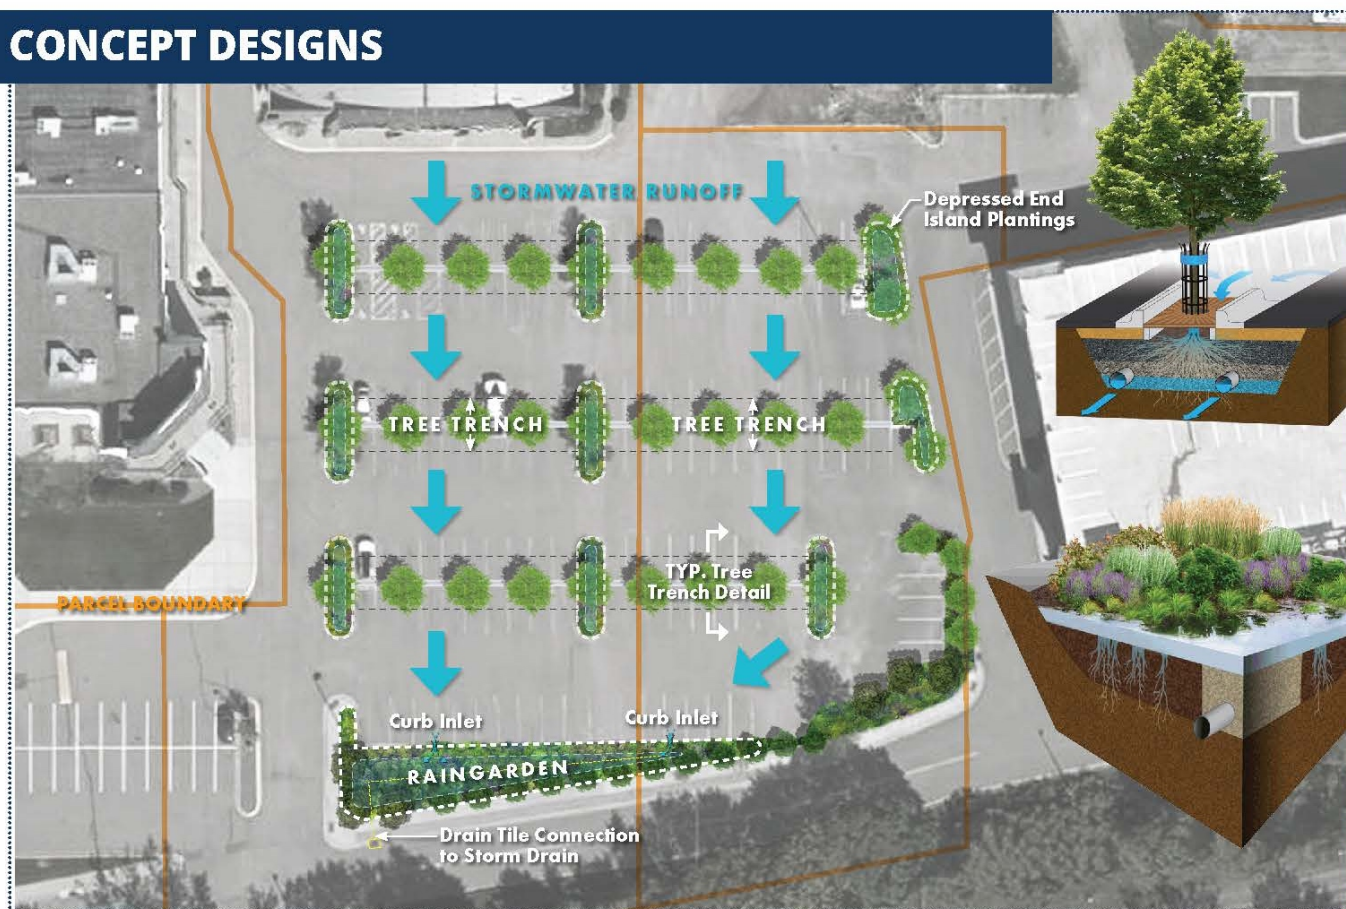 CONCEPT DESIGNS
STORMWATER RUNOFF
Depressed End
Island Plantings
TREE TRENCH
TREE TRENCH
TYP. Tree
Trench Detail
PARCEL BOUNDARY
Curb Inlet
Curb Inlet
RAINGARDEN
Drain Tile Connection
to Storm Drain